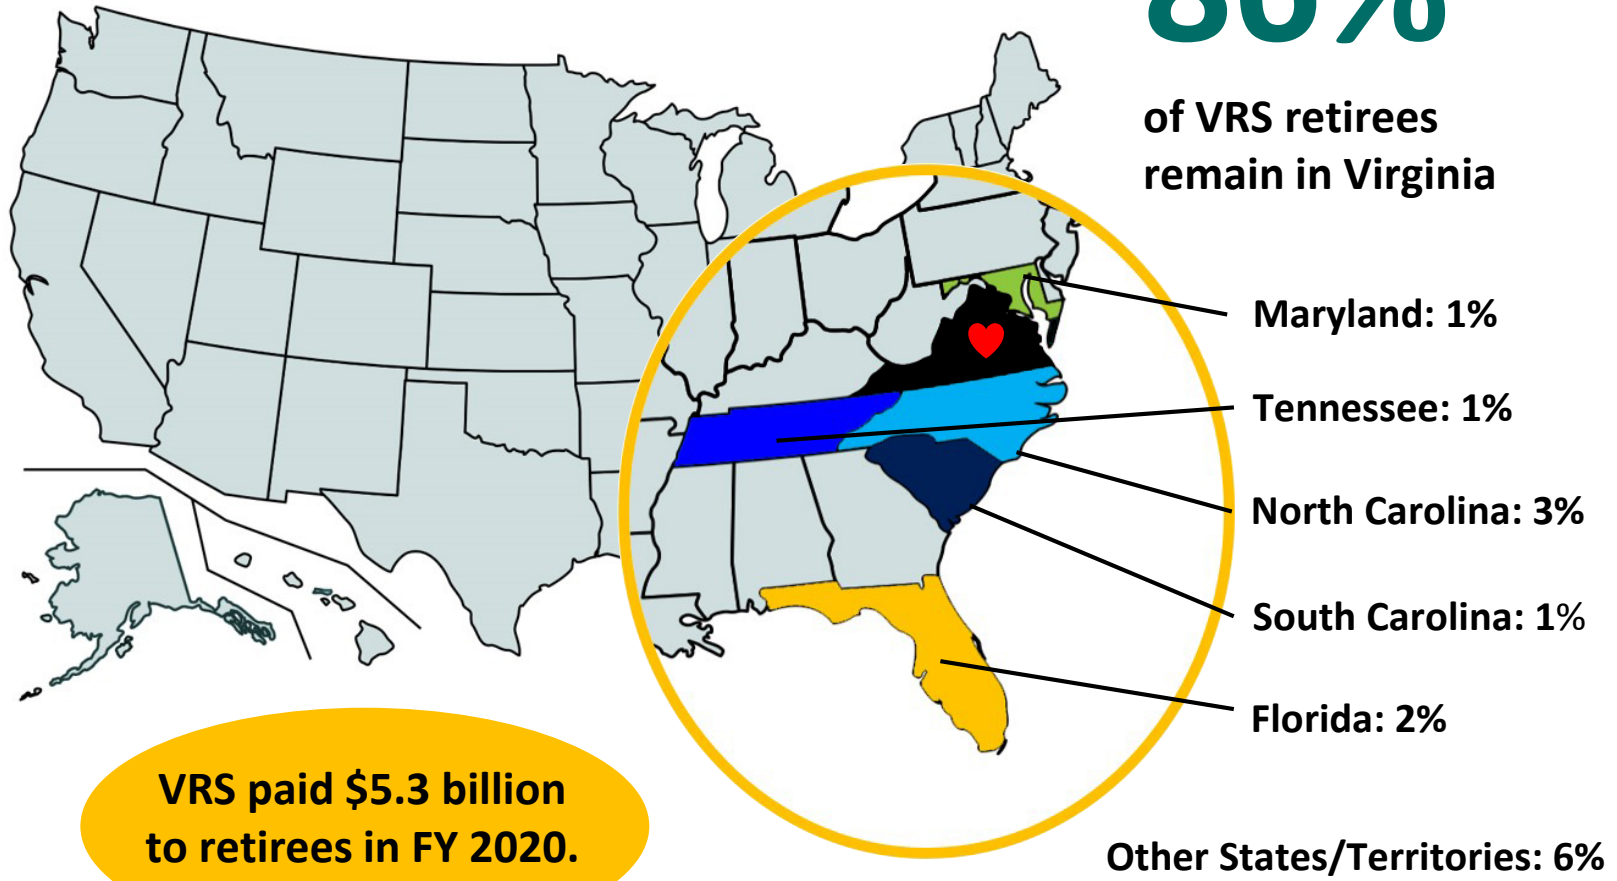 86%
of VRS retirees
remain in Virginia
Maryland: 1%
Tennessee: 1%
North Carolina: 3%
South Carolina: 1%
Florida: 2%
VRS paid $5.3 billion
to retirees in FY 2020.
Other States/Territories: 6%